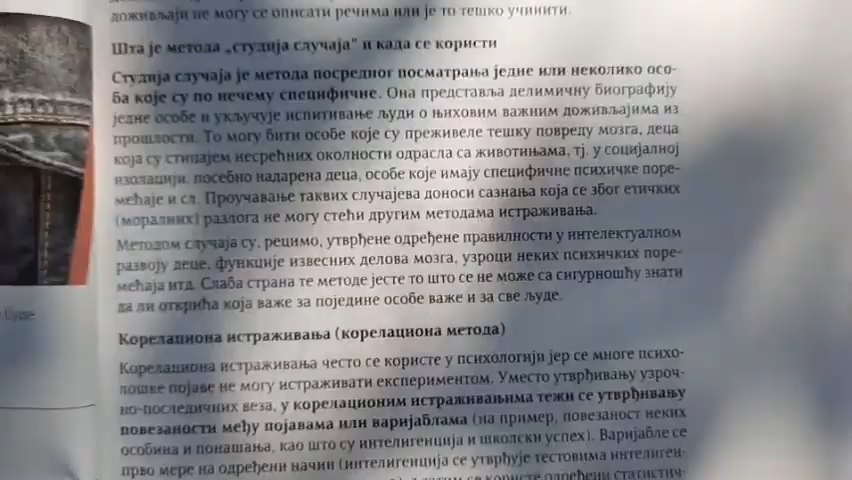 доживљаји не могу се описати речима или је то тешко учинити.
Шта је метода „студија случаја" и када се користи
Студија случаја је метода посредног посматрања једне или неколико осо-
ба које су по нечему специфичне. Она представља делимичну биографију
једне особе и укључује испитивање људи о њиховим важним доживљајима из
прошлости. То могу бити особе које су преживеле тешку повреду мозга, деца
која су стицајем несрећних околности одрасла са животињама, тј. у социјалној
изолацији, посебно надарена деца, особе које имају специфичне психичке поре-
мећаје и сл. Проучавање таквих случајева доноси сазнања која се због етичких
(моралних) разлога не могу стећи другим методама истраживања.
Методом случаја су, рецимо, утврђене одређене правилности у интелектуалном
развоју деце, функције извесних делова мозга, узроци неких психичких поре-
мећаја итд. Слаба страна те методе јесте то што се не може са сигурношћу знати
да ли открића која важе за поједине особе важе и за све људе.
Корелациона истраживања (корелациона метода)
Корелациона истраживања често се користе у психологији јер се многе психо-
лошке појаве не могу истраживати експериментом. Уместо утврђивању узроч-
но-последичних веза, у корелационим истраживањима тежи се утврђивању
повезаности међу појавама или варијаблама (на пример, повезаност неких
особина и понашања, као што су интелигенција и школски успех). Варијабле се
прво мере на одређени начин (интелигенција се утврђује тестовима интелиген-
се користе одређени статистич-